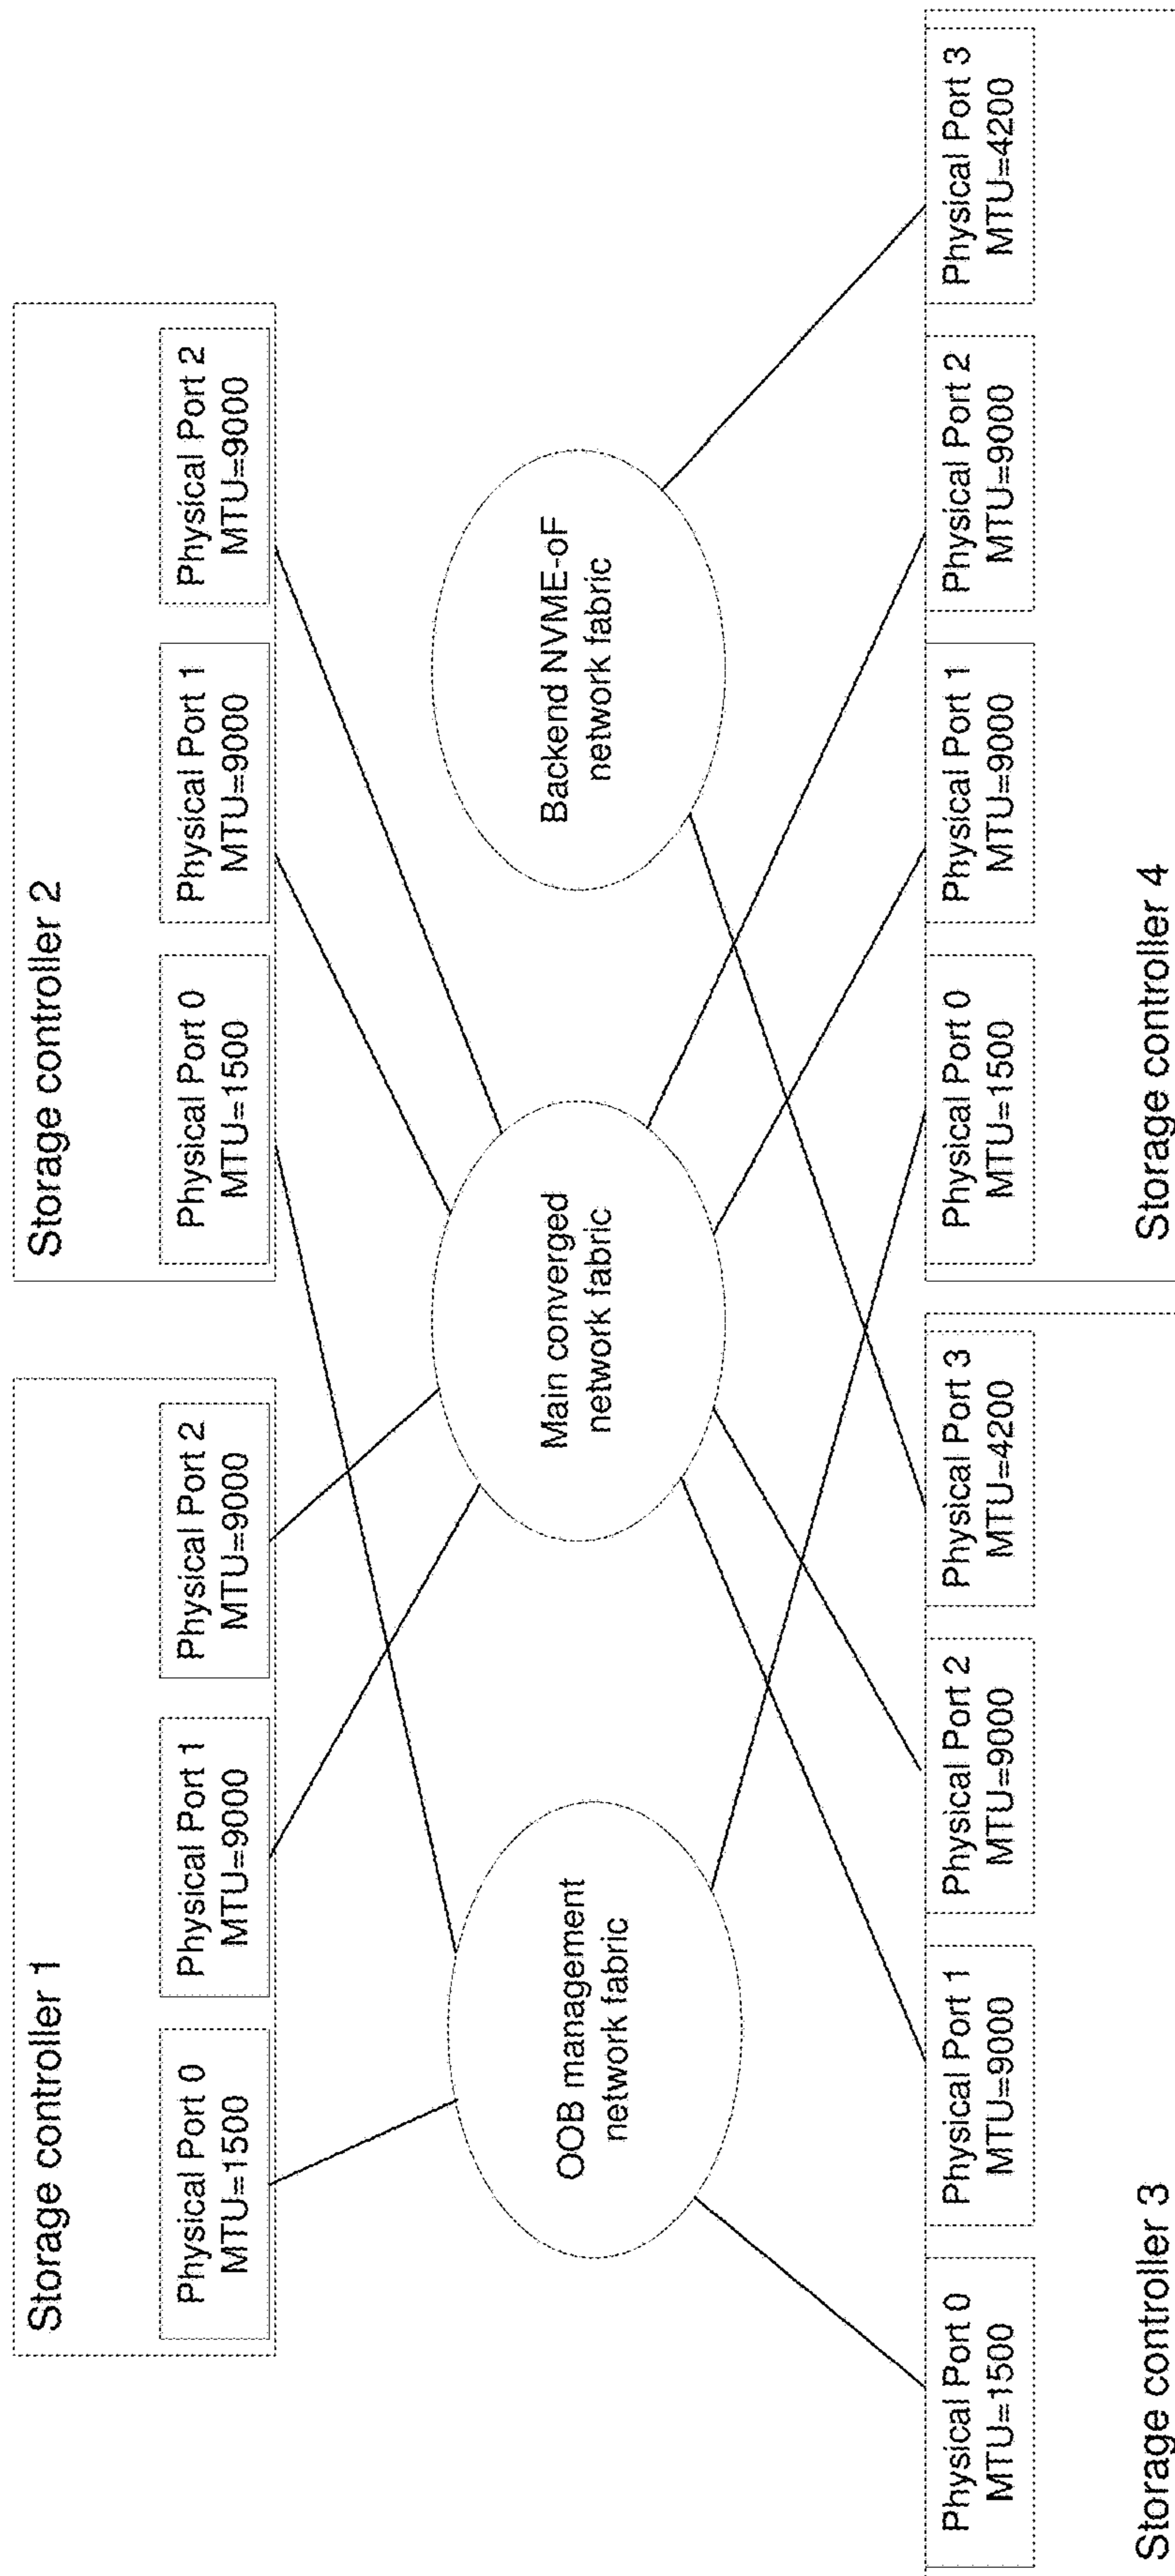 Storage controller 1
Physical Port 0
MTU=1500
Physical Port 1
MTU=9000
Physical Port 2
MTU=9000
Storage controller 2
Physical Port 0
MTU=1500
Physical Port 1
MTU=9000
Physical Port 2
MTU=9000
OOB management
network fabric
Main converged
network fabric
Backend NVME-oF
network fabric
Physical Port 0
MTU=1500
Physical Port 1
MTU=9000
Physical Port 2
MTU=9000
Physical Port 3
MTU=4200
Storage controller 3
Physical Port 0
MTU=1500
Physical Port 1
MTU=9000
Physical Port 2
MTU=9000
Physical Port 3
MTU=4200
Storage controller 4